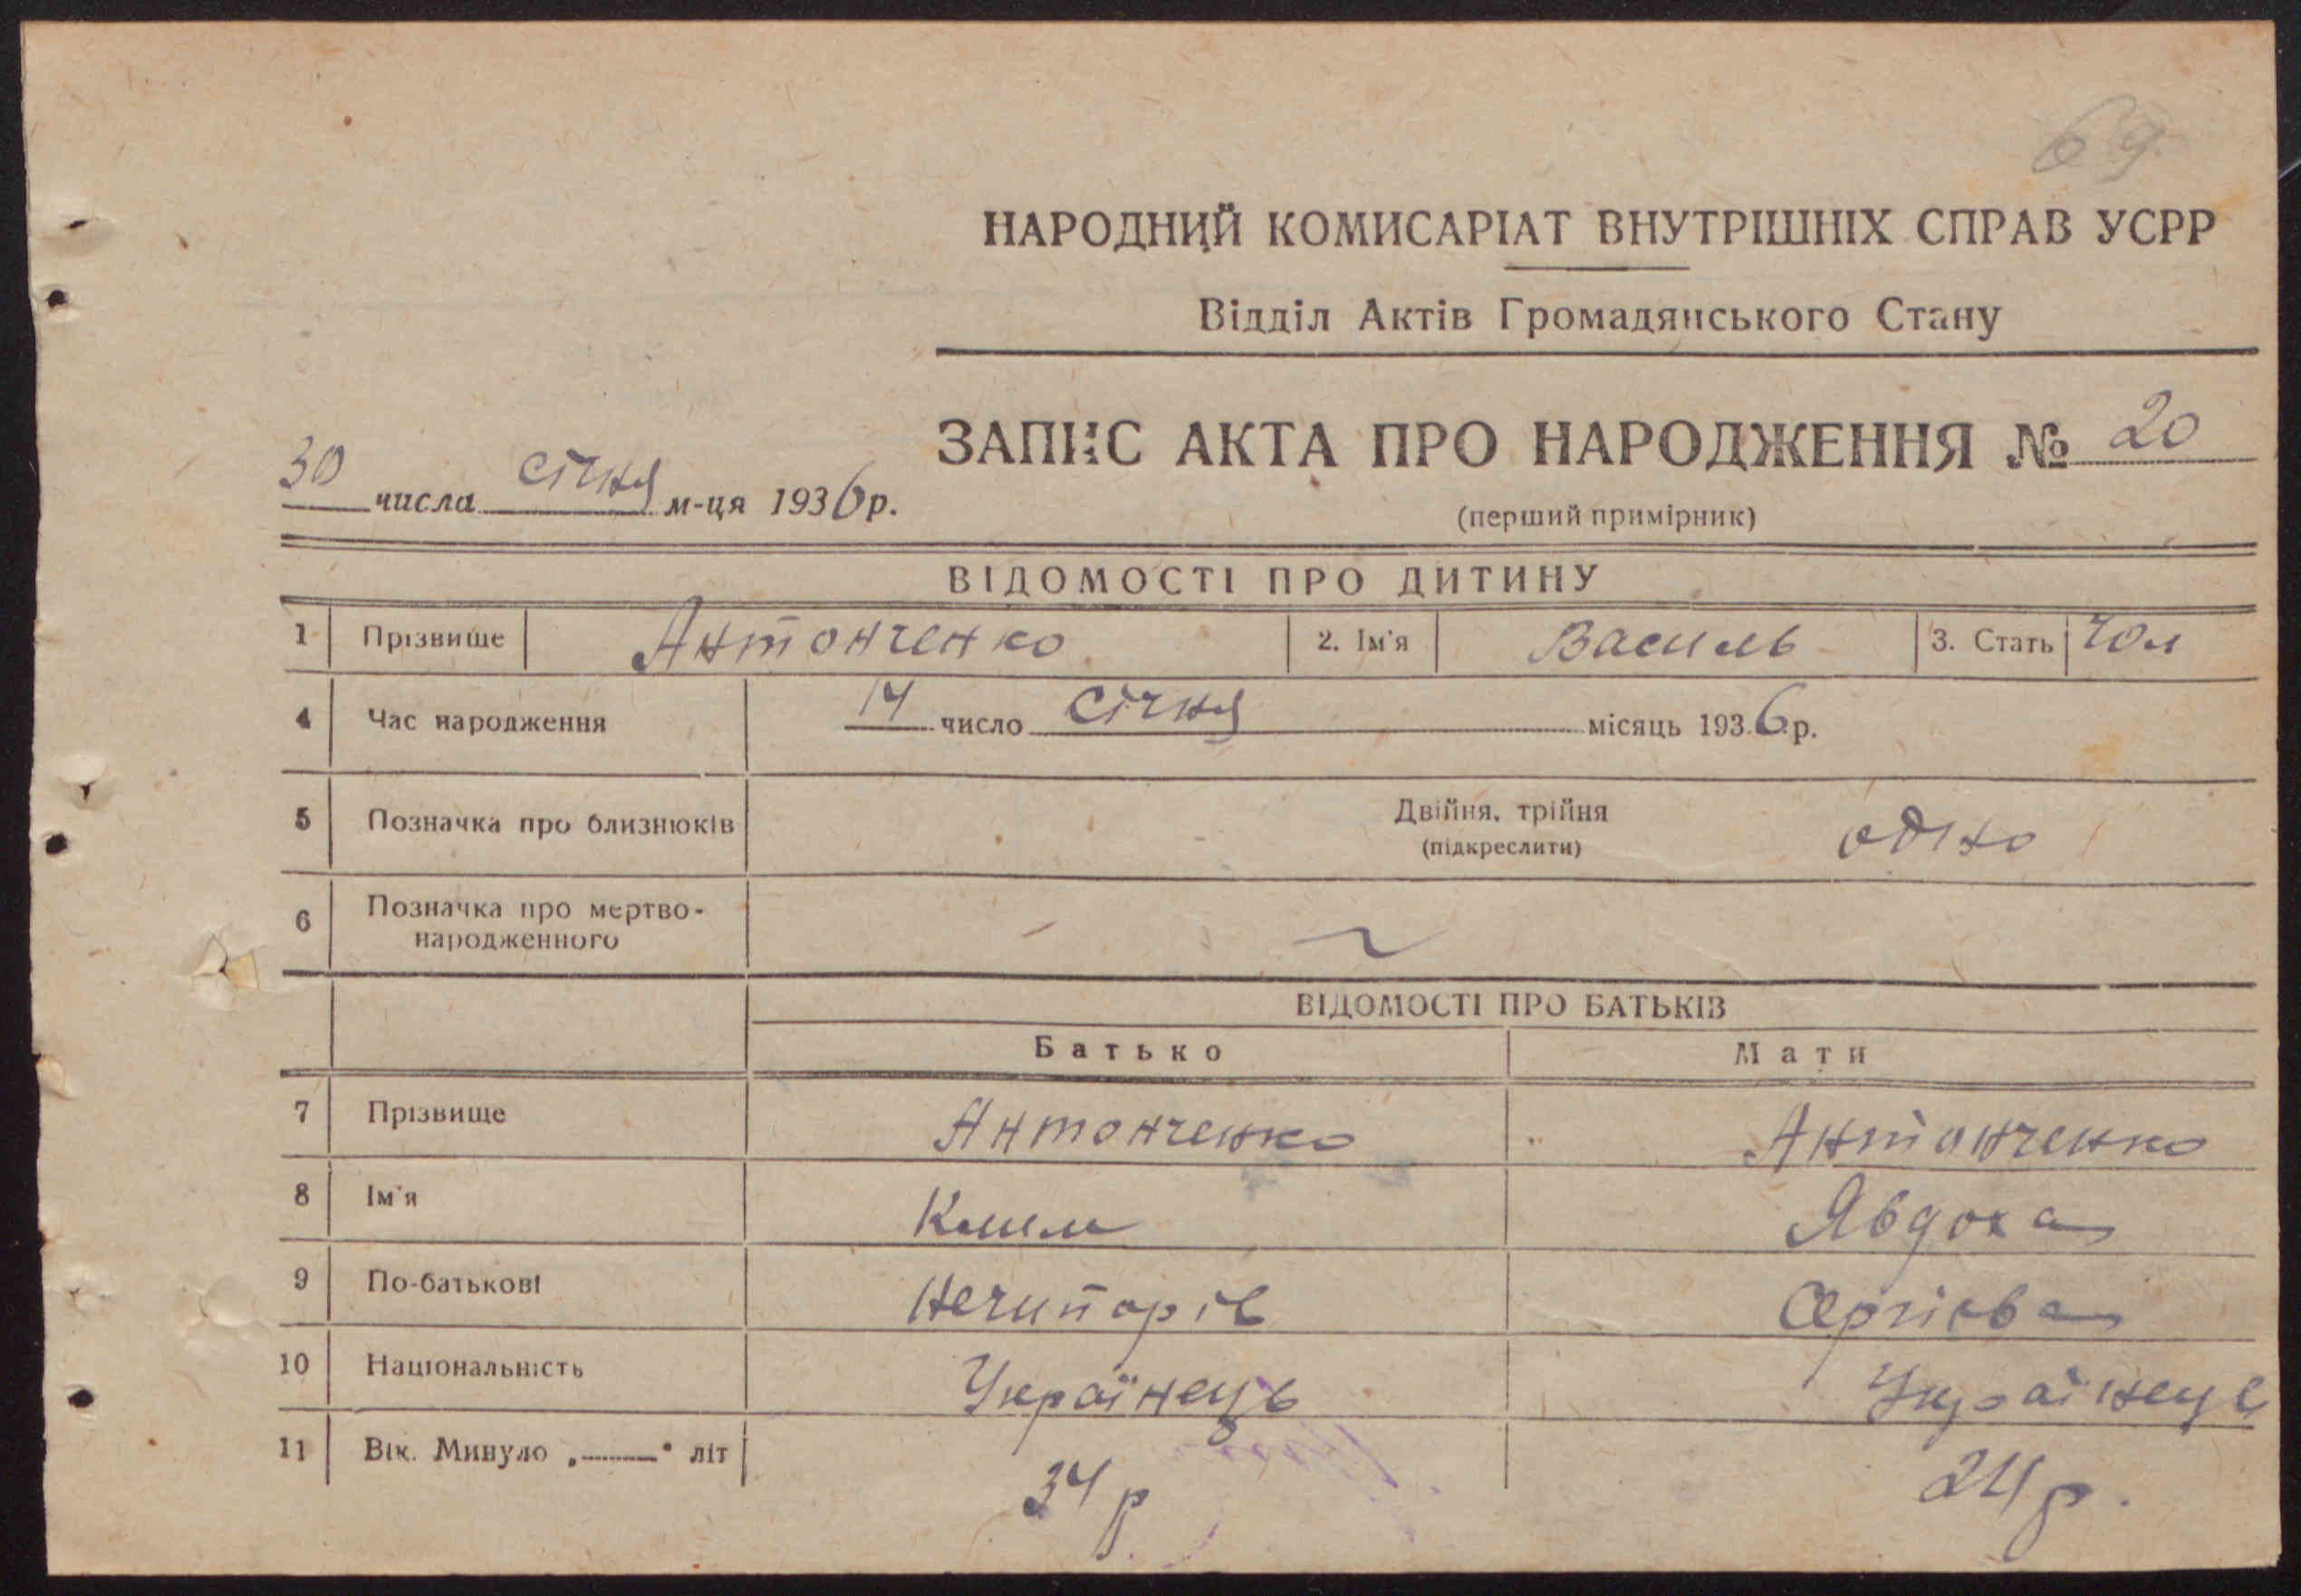 69
НАРОДНИЙ КОМИСАРІАТ ВНУТРІШНІХ СПРАВ УСРР
Відділ Актів Громадянського Стану
ЗАПИС АКТА ПРО НАРОДЖЕННЯ № 20
30 числа січня м-ця 1936 р.
(перший примірник)
ВІДОМОСТІ ПРО ДИТИНУ
1 Прізвище Антонченко 2. Ім'я Василь 3. Стать Чол
4 Час народження 14 число січня місяць 1936 р.
5 Позначка про близнюків Двійня, трійня (підкреслити) одно
6 Позначка про мертво-
народженного
ВІДОМОСТІ ПРО БАТЬКІВ
Батько Мати
7 Прізвище Антонченко Антонченко
8 Ім'я Клим Явдоха
9 По-батькові Нечипорів Сергієва
10 Національність Українець Українець
11 Вік. Минуло „ “ літ 34 р 24 р.